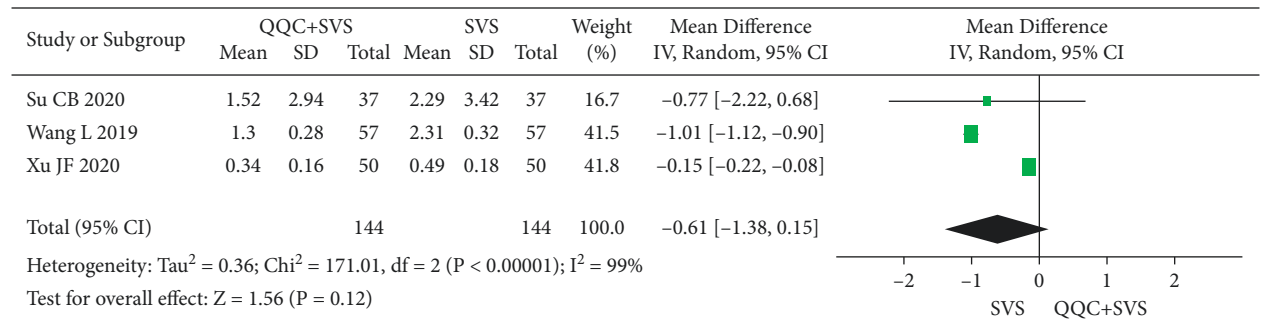 Study or Subgroup QQC+SVS SVS Weight Mean Difference Mean Difference
Mean SD Total Mean SD Total (%) IV, Random, 95% CI IV, Random, 95% CI
Su CB 2020 1.52 2.94 37 2.29 3.42 37 16.7 –0.77 [–2.22, 0.68]
Wang L 2019 1.3 0.28 57 2.31 0.32 57 41.5 –1.01 [–1.12, –0.90]
Xu JF 2020 0.34 0.16 50 0.49 0.18 50 41.8 –0.15 [–0.22, –0.08]
Total (95% CI) 144 144 100.0 –0.61 [–1.38, 0.15]
Heterogeneity: Tau² = 0.36; Chi² = 171.01, df = 2 (P < 0.00001); I² = 99%
Test for overall effect: Z = 1.56 (P = 0.12)
–2 –1 0 1 2
SVS QQC+SVS